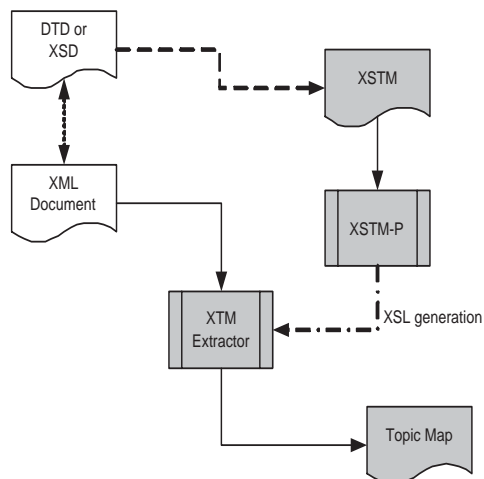 DTD or
XSD
XSTM
XML
Document
XSTM-P
XTM
Extractor
XSL generation
Topic Map